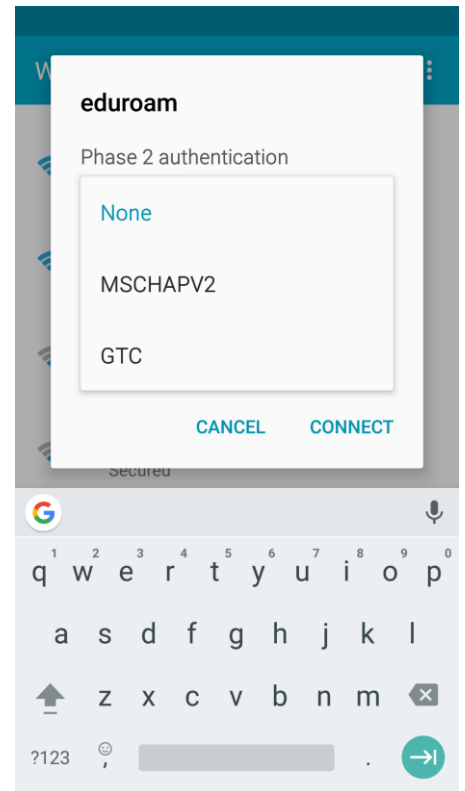 W
eduroam
Phase 2 authentication
None
MSCHAPV2
GTC
CANCEL CONNECT
Secured
G
1 2 3 4 5 6 7 8 9 0
q w e r t y u i o p
a s d f g h j k l
z x c v b n m
?123 , .